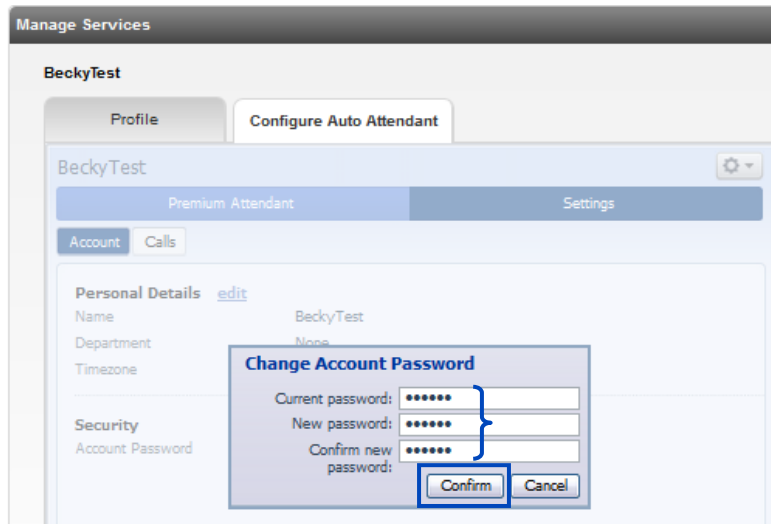 Manage Services
BeckyTest
Profile
Configure Auto Attendant
BeckyTest
Premium Attendant
Settings
Account
Calls
Personal Details edit
Name BeckyTest
Department None
Timezone
Change Account Password
Current password: ••••••
New password: ••••••
Confirm new
password: ••••••
Security
Account Password
Confirm
Cancel